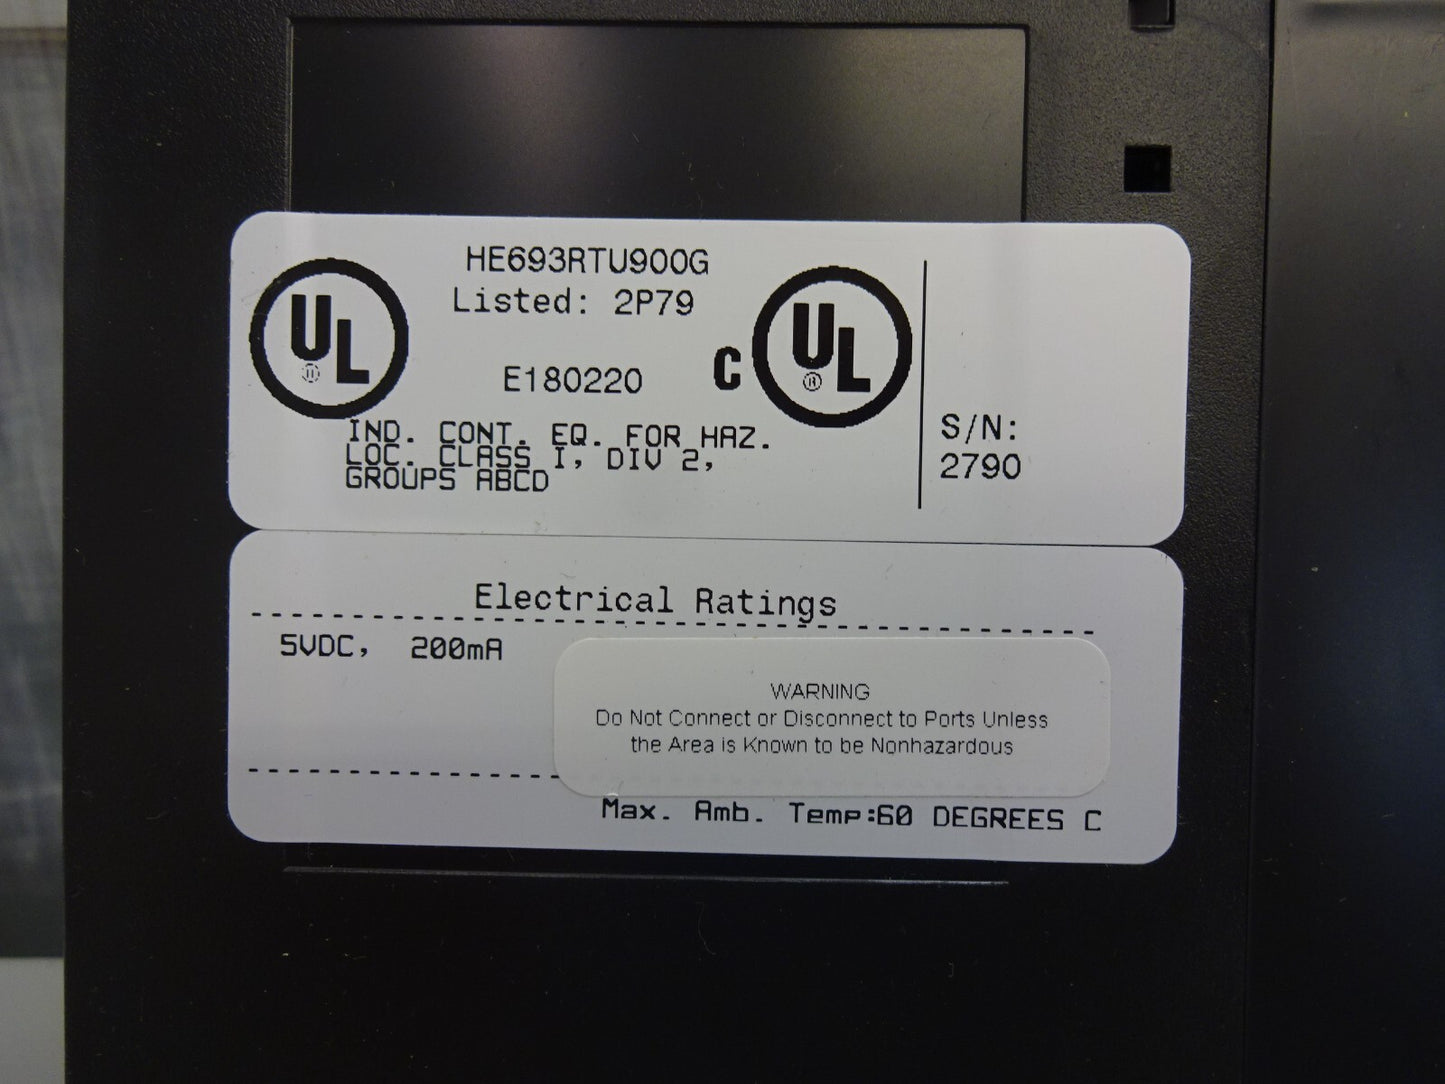 HE693RTU900G
Listed: 2P79
UL
®
E180220
C UL
®
IND. CONT. EQ. FOR HAZ.
LOC. CLASS I, DIV 2,
GROUPS ABCD
S/N:
2790
Electrical Ratings
5VDC, 200mA
WARNING
Do Not Connect or Disconnect to Ports Unless
the Area is Known to be Nonhazardous
Max. Amb. Temp:60 DEGREES C